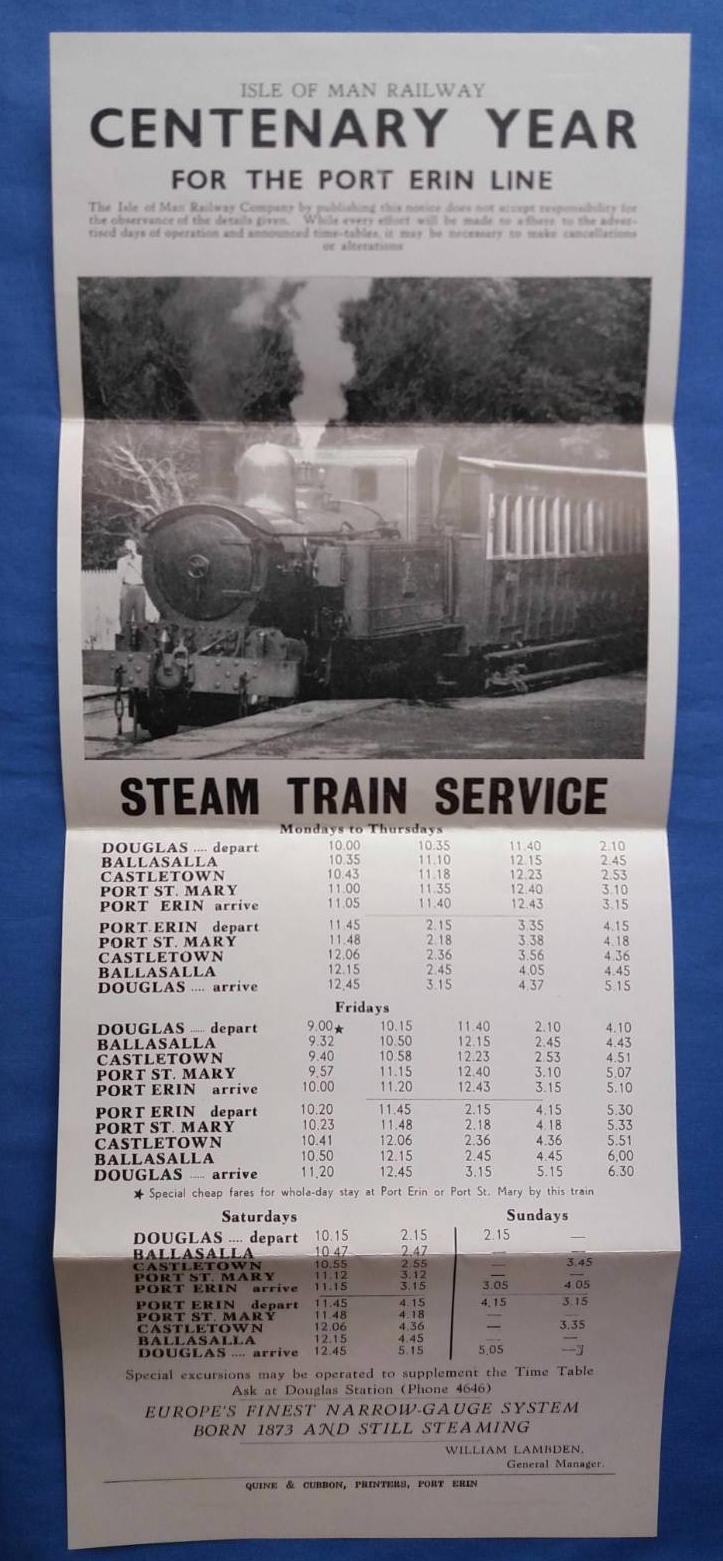 ISLE OF MAN RAILWAY
CENTENARY YEAR
FOR THE PORT ERIN LINE
The Isle of Man Railway Company by publishing this notice does not accept responsibility for
the observance of the details given. While every effort will be made to adhere to the adver-
tised days of operation and announced time-tables, it may be necessary to make cancellations
or alterations
STEAM TRAIN SERVICE
Mondays to Thursdays
DOUGLAS .... depart 10.00 10.35 11.40 2.10
BALLASALLA 10.35 11.10 12.15 2.45
CASTLETOWN 10.43 11.18 12.23 2.53
PORT ST. MARY 11.00 11.35 12.40 3.10
PORT ERIN arrive 11.05 11.40 12.43 3.15
PORT ERIN depart 11.45 2.15 3.35 4.15
PORT ST. MARY 11.48 2.18 3.38 4.18
CASTLETOWN 12.06 2.36 3.56 4.36
BALLASALLA 12.15 2.45 4.05 4.45
DOUGLAS .... arrive 12.45 3.15 4.37 5.15
Fridays
DOUGLAS ..... depart 9.00★ 10.15 11.40 2.10 4.10
BALLASALLA 9.32 10.50 12.15 2.45 4.43
CASTLETOWN 9.40 10.58 12.23 2.53 4.51
PORT ST. MARY 9.57 11.15 12.40 3.10 5.07
PORT ERIN arrive 10.00 11.20 12.43 3.15 5.10
PORT ERIN depart 10.20 11.45 2.15 4.15 5.30
PORT ST. MARY 10.23 11.48 2.18 4.18 5.33
CASTLETOWN 10.41 12.06 2.36 4.36 5.51
BALLASALLA 10.50 12.15 2.45 4.45 6.00
DOUGLAS ..... arrive 11.20 12.45 3.15 5.15 6.30
★ Special cheap fares for whola-day stay at Port Erin or Port St. Mary by this train
Saturdays Sundays
DOUGLAS .... depart 10.15 2.15 2.15 —
BALLASALLA 10.47 2.47 — —
CASTLETOWN 10.55 2.55 — 3.45
PORT ST. MARY 11.12 3.12 — —
PORT ERIN arrive 11.15 3.15 3.05 4.05
PORT ERIN depart 11.45 4.15 4.15 3.15
PORT ST. MARY 11.48 4.18 — —
CASTLETOWN 12.06 4.36 — 3.35
BALLASALLA 12.15 4.45 — —
DOUGLAS .... arrive 12.45 5.15 5.05 —
Special excursions may be operated to supplement the Time Table
Ask at Douglas Station (Phone 4646)
EUROPE'S FINEST NARROW-GAUGE SYSTEM
BORN 1873 AND STILL STEAMING
WILLIAM LAMBDEN,
General Manager.
QUINE & CUBBON, PRINTERS, PORT ERIN